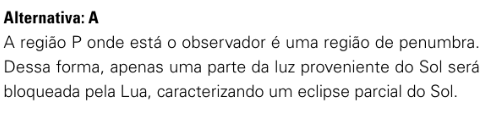 Alternativa: A
A região P onde está o observador é uma região de penumbra.
Dessa forma, apenas uma parte da luz proveniente do Sol será
bloqueada pela Lua, caracterizando um eclipse parcial do Sol.